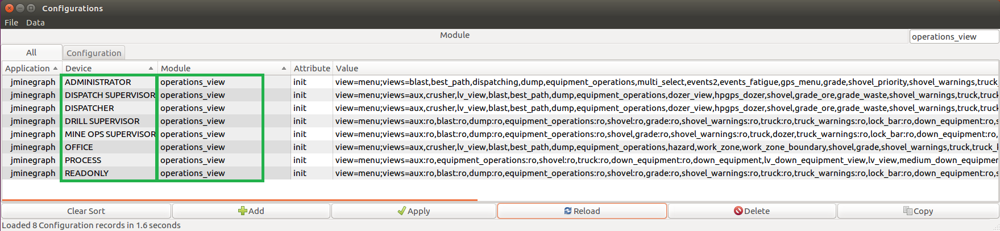 Configurations
File Data
Module operations_view
All Configuration
Application Device Module Attribute Value
jminegraph ADMINISTRATOR operations_view init view=menu;views=blast,best_path,dispatching,dump,equipment_operations,multi_select,events2,events_fatigue,gps_menu,grade,shovel_priority,shovel_warnings,truck_
jminegraph DISPATCH SUPERVISOR operations_view init view=menu;views=aux,crusher,lv_view,blast,best_path,dump,equipment_operations,dozer_view,hpgps_dozer,shovel,grade_ore,grade_waste,shovel_warnings,truck,truck
jminegraph DISPATCHER operations_view init view=menu;views=aux,crusher,lv_view,blast,best_path,dump,equipment_operations,dozer_view,hpgps_dozer,shovel,grade_ore,grade_waste,shovel_warnings,truck,truck
jminegraph DRILL SUPERVISOR operations_view init view=menu;views=aux:ro,blast:ro,dump:ro,equipment_operations:ro,shovel:ro,grade:ro,shovel_warnings:ro,truck:ro,truck_warnings:ro,lock_bar:ro,down_equipment:ro,s
jminegraph MINE OPS SUPERVISOR operations_view init view=menu;views=aux:ro,blast:ro,dump:ro,equipment_operations:ro,shovel,grade:ro,shovel_warnings:ro,truck,dozer,truck_warnings:ro,lock_bar:ro,down_equipment:ro,
jminegraph OFFICE operations_view init view=menu;views=aux,crusher,lv_view,blast,best_path,dump,equipment_operations,hazard,work_zone,work_zone_boundary,shovel,grade,shovel_warnings,truck,truck_k
jminegraph PROCESS operations_view init view=menu;views=aux:ro,equipment_operations:ro,shovel:ro,truck:ro,down_equipment:ro,down_equipment,lv_down_equipment_view,lv_view,medium_down_equipmen
jminegraph READONLY operations_view init view=menu;views=aux:ro,blast:ro,dump:ro,equipment_operations:ro,shovel:ro,grade:ro,shovel_warnings:ro,truck:ro,truck_warnings:ro,lock_bar:ro,down_equipment:ro,s
Clear Sort Add Apply Reload Delete Copy
Loaded 8 Configuration records in 1.6 seconds